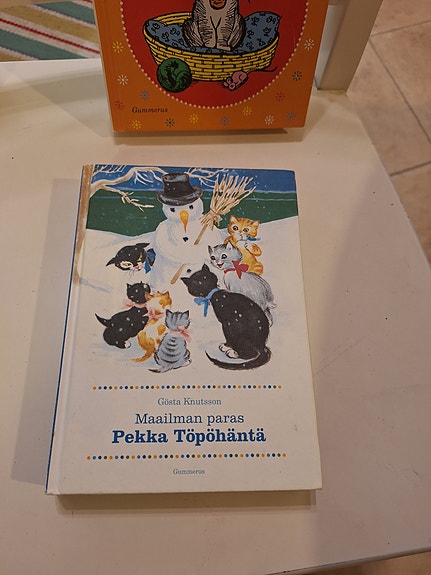 Gummerus
Gösta Knutsson
Maailman paras
Pekka Töpöhäntä
Gummerus